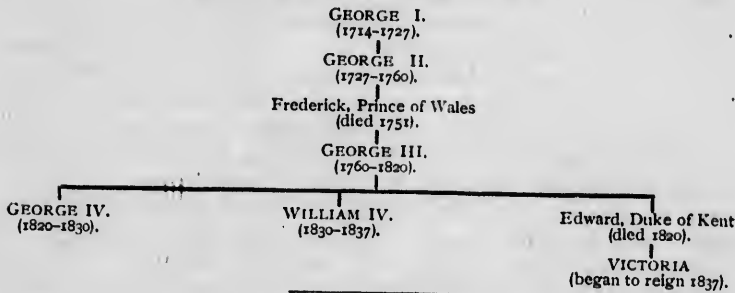 GEORGE I.
(1714-1727).
GEORGE II.
(1727-1760).
Frederick, Prince of Wales
(died 1751).
GEORGE III.
(1760-1820).
GEORGE IV.
(1820-1830).
WILLIAM IV.
(1830-1837).
Edward, Duke of Kent
(died 1820).
VICTORIA
(began to reign 1837).